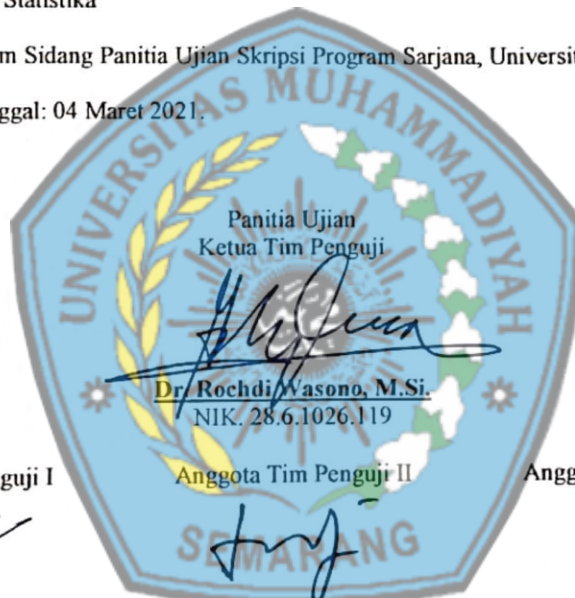 Statistika
m Sidang Panitia Ujian Skripsi Program Sarjana, Universit
ggal: 04 Maret 2021.
UNIVERSITAS MUHAMMADIYAH
Panitia Ujian
Ketua Tim Penguji
Dr. Rochdi Wasono, M.Si.
NIK. 28.6.1026.119
guji I
Anggota Tim Penguji II
Angg
SEMARANG